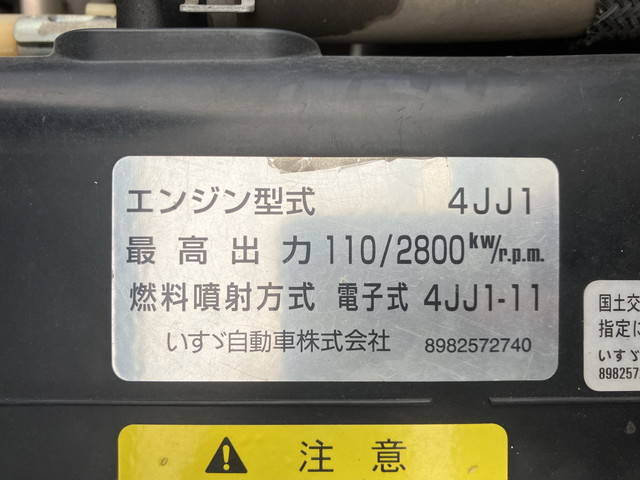 エンジン型式 4JJ1
最高出力 110/2800kw/r.p.m.
燃料噴射方式 電子式 4JJ1-11
いすゞ自動車株式会社 8982572740
国土交
指定に
いすゞ
898257
注意